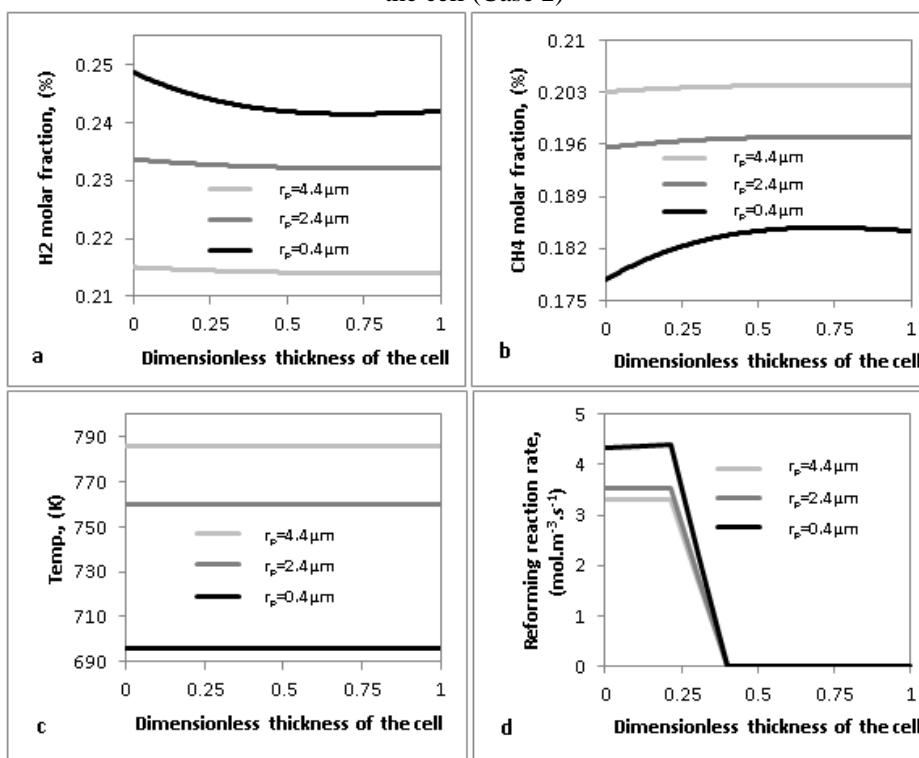 the cell (Case 2)
0.25
0.24
0.23
0.22
0.21
H2 molar fraction, (%)
rp=4.4µm
rp=2.4µm
rp=0.4µm
0 0.25 0.5 0.75 1
a Dimensionless thickness of the cell
0.21
0.203
0.196
0.189
0.182
0.175
CH4 molar fraction, (%)
rp=4.4µm
rp=2.4µm
rp=0.4µm
0 0.25 0.5 0.75 1
b Dimensionless thickness of the cell
790
770
750
730
710
690
Temp., (K)
rp=4.4µm
rp=2.4µm
rp=0.4µm
0 0.25 0.5 0.75 1
c Dimensionless thickness of the cell
5
4
3
2
1
0
Reforming reaction rate,
(mol.m-3.s-1)
rp=4.4µm
rp=2.4µm
rp=0.4µm
0 0.25 0.5 0.75 1
d Dimensionless thickness of the cell